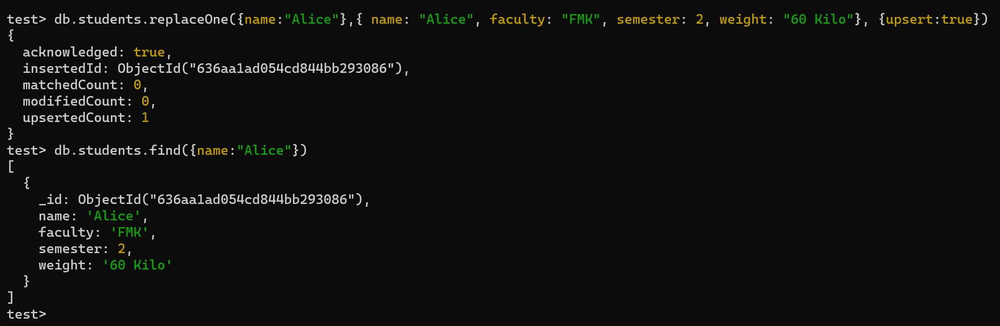 test> db.students.replaceOne({name:"Alice"},{ name: "Alice", faculty: "FMK", semester: 2, weight: "60 Kilo"}, {upsert:true})
{
  acknowledged: true,
  insertedId: ObjectId("636aa1ad054cd844bb293086"),
  matchedCount: 0,
  modifiedCount: 0,
  upsertedCount: 1
}
test> db.students.find({name:"Alice"})
[
  {
    _id: ObjectId("636aa1ad054cd844bb293086"),
    name: 'Alice',
    faculty: 'FMK',
    semester: 2,
    weight: '60 Kilo'
  }
]
test>